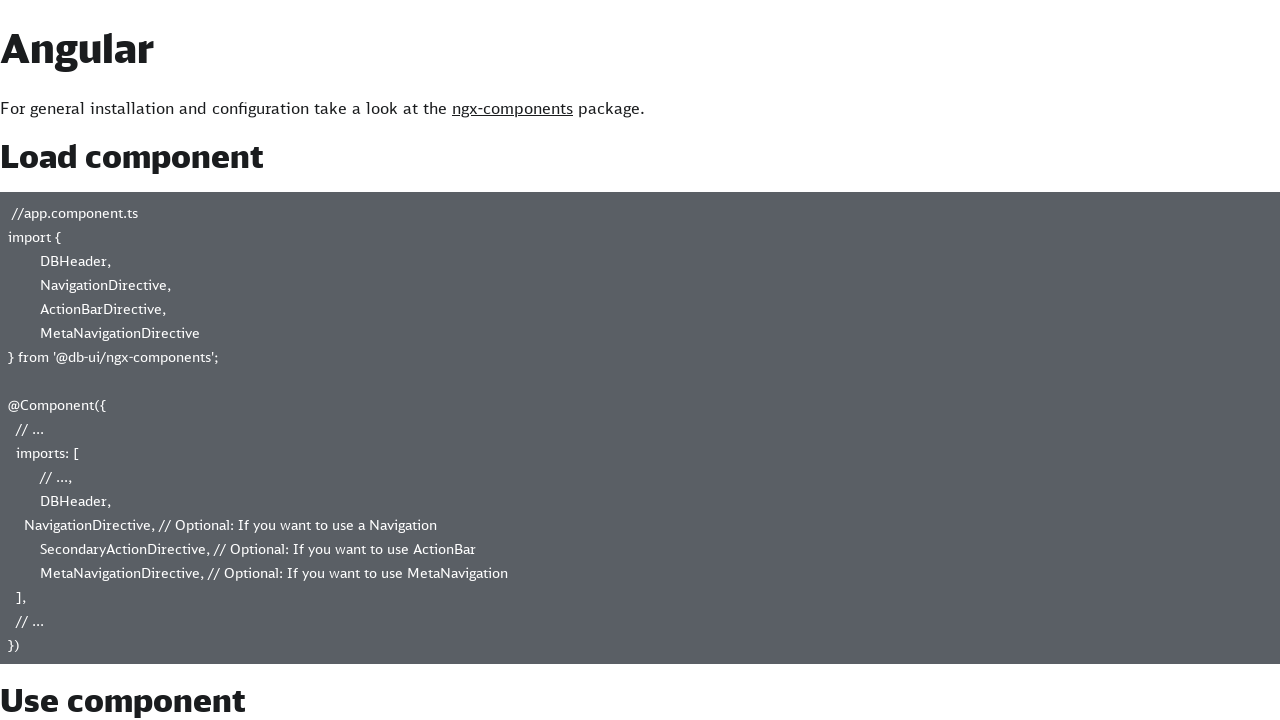 Angular
For general installation and configuration take a look at the ngx-components package.
Load component
//app.component.ts
import {
DBHeader,
NavigationDirective,
ActionBarDirective,
MetaNavigationDirective
} from '@db-ui/ngx-components';
@Component({
// ...
imports: [
// ...,
DBHeader,
NavigationDirective, // Optional: If you want to use a Navigation
SecondaryActionDirective, // Optional: If you want to use ActionBar
MetaNavigationDirective, // Optional: If you want to use MetaNavigation
],
// ...
})
Use component